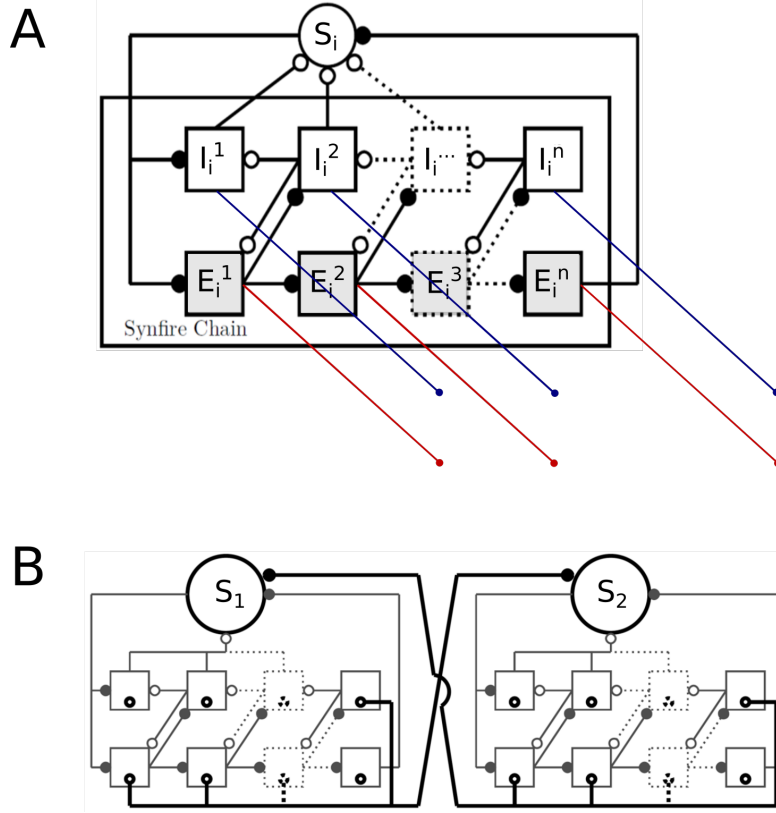 A
Sᵢ
Iᵢ¹ Iᵢ² Iᵢ··· Iᵢⁿ
Eᵢ¹ Eᵢ² Eᵢ³ Eᵢⁿ
Synfire Chain
B
S₁ S₂